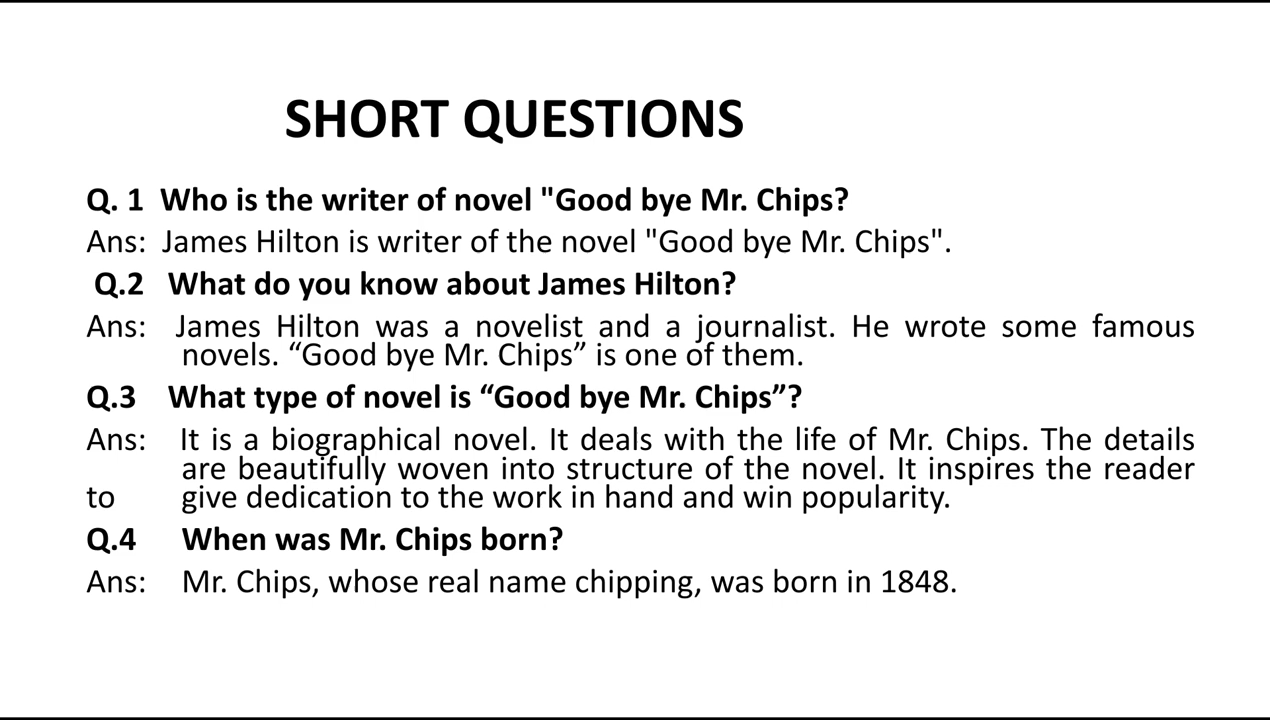 SHORT QUESTIONS
Q. 1 Who is the writer of novel "Good bye Mr. Chips?
Ans: James Hilton is writer of the novel "Good bye Mr. Chips".
Q.2 What do you know about James Hilton?
Ans: James Hilton was a novelist and a journalist. He wrote some famous
novels. “Good bye Mr. Chips” is one of them.
Q.3 What type of novel is “Good bye Mr. Chips”?
Ans: It is a biographical novel. It deals with the life of Mr. Chips. The details
are beautifully woven into structure of the novel. It inspires the reader
to give dedication to the work in hand and win popularity.
Q.4 When was Mr. Chips born?
Ans: Mr. Chips, whose real name chipping, was born in 1848.